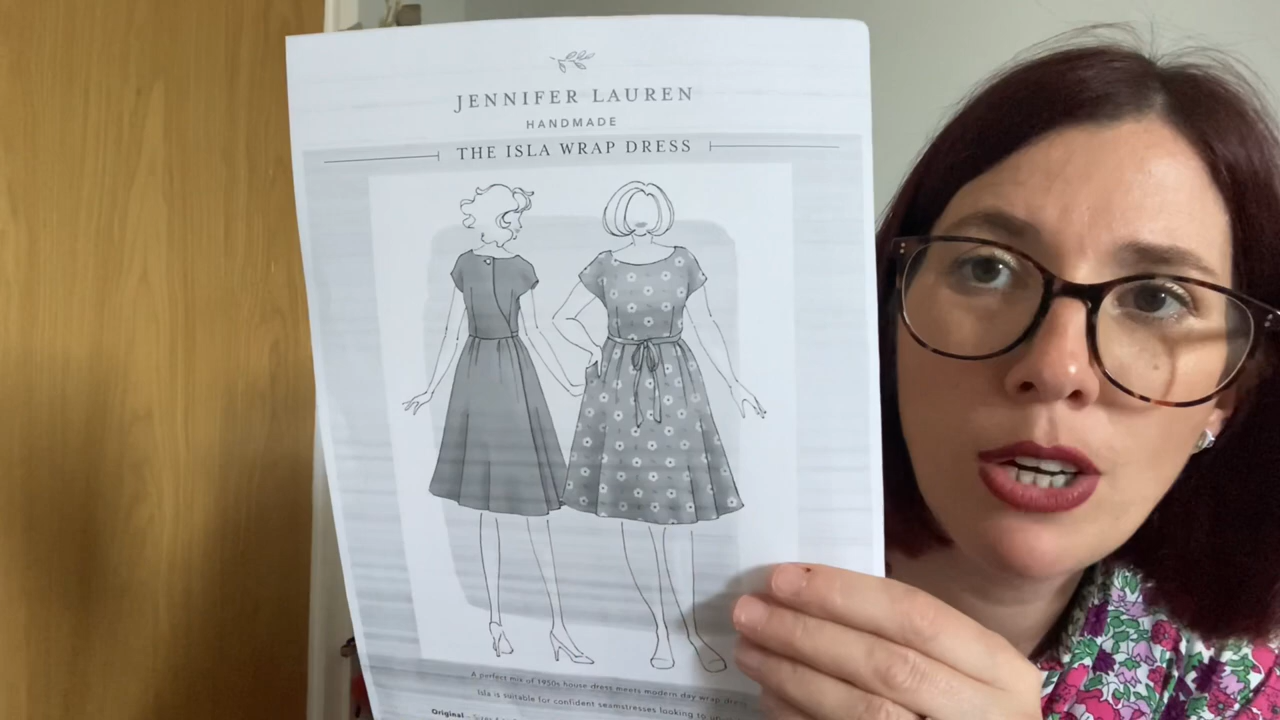 JENNIFER LAUREN
HANDMADE
THE ISLA WRAP DRESS
A perfect mix of 1950s house dress meets modern day wrap dress
Isla is suitable for confident seamstresses looking to
Original